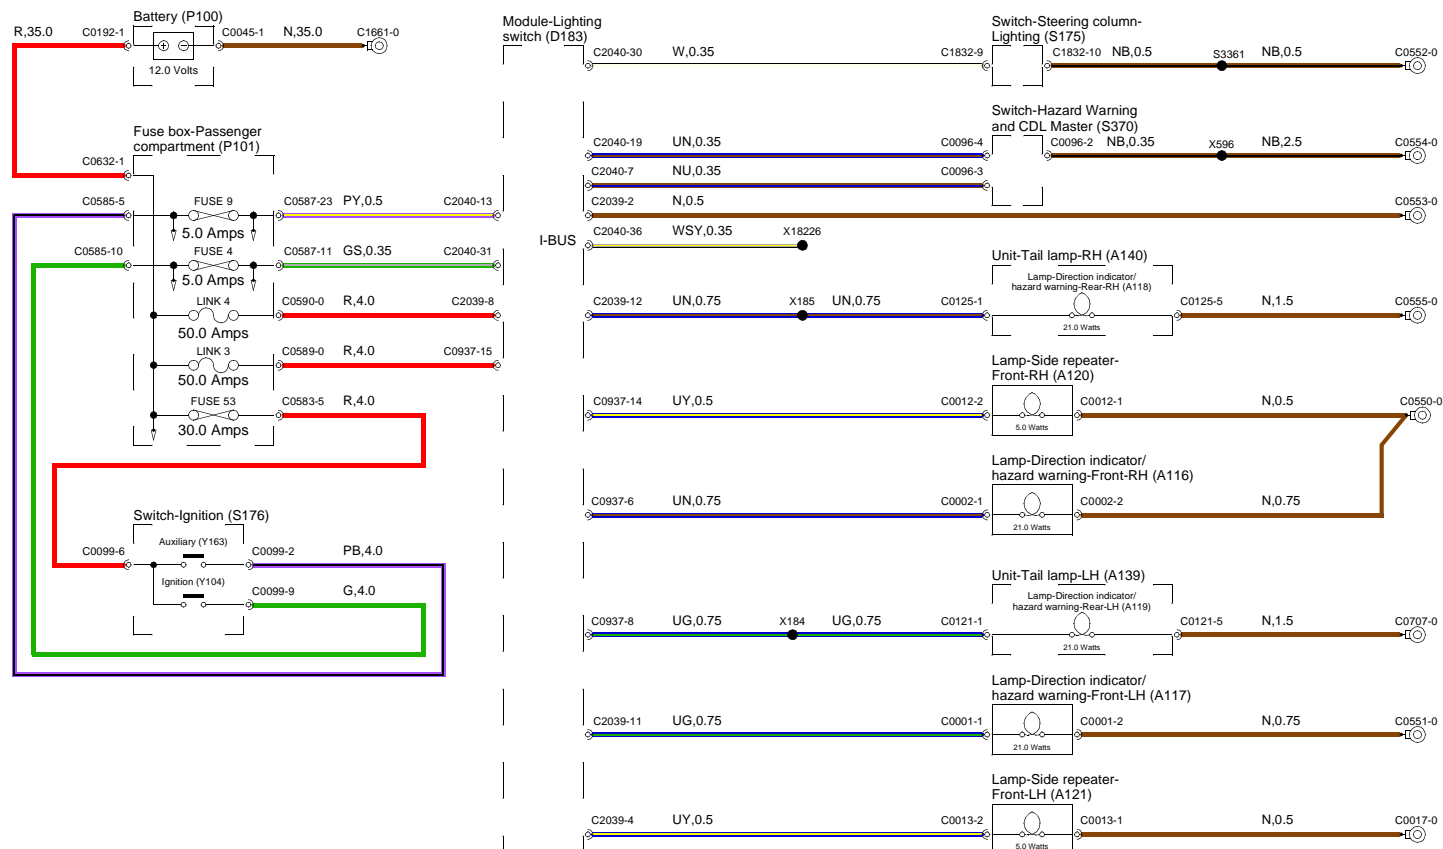 Battery (P100)
R,35.0
C0192-1
C0045-1
N,35.0
C1661-0
12.0 Volts
Fuse box-Passenger
compartment (P101)
C0632-1
C0585-5
FUSE 9
5.0 Amps
C0587-23
PY,0.5
C2040-13
C0585-10
FUSE 4
5.0 Amps
C0587-11
GS,0.35
C2040-31
LINK 4
50.0 Amps
C0590-0
R,4.0
C2039-8
LINK 3
50.0 Amps
C0589-0
R,4.0
C0937-15
FUSE 53
30.0 Amps
C0583-5
R,4.0
Switch-Ignition (S176)
Auxiliary (Y163)
C0099-6
C0099-2
PB,4.0
Ignition (Y104)
C0099-9
G,4.0
Module-Lighting
switch (D183)
I-BUS
C2040-30
W,0.35
C1832-9
Switch-Steering column-
Lighting (S175)
C1832-10
NB,0.5
S3361
NB,0.5
C0552-0
Switch-Hazard Warning
and CDL Master (S370)
C2040-19
UN,0.35
C0096-4
C0096-2
NB,0.35
X596
NB,2.5
C0554-0
C2040-7
NU,0.35
C0096-3
C2039-2
N,0.5
C0553-0
C2040-36
WSY,0.35
X18226
Unit-Tail lamp-RH (A140)
Lamp-Direction indicator/
hazard warning-Rear-RH (A118)
21.0 Watts
C2039-12
UN,0.75
X185
UN,0.75
C0125-1
C0125-5
N,1.5
C0555-0
Lamp-Side repeater-
Front-RH (A120)
C0937-14
UY,0.5
C0012-2
5.0 Watts
C0012-1
N,0.5
C0550-0
Lamp-Direction indicator/
hazard warning-Front-RH (A116)
C0937-6
UN,0.75
C0002-1
21.0 Watts
C0002-2
N,0.75
Unit-Tail lamp-LH (A139)
Lamp-Direction indicator/
hazard warning-Rear-LH (A119)
21.0 Watts
C0937-8
UG,0.75
X184
UG,0.75
C0121-1
C0121-5
N,1.5
C0707-0
Lamp-Direction indicator/
hazard warning-Front-LH (A117)
C2039-11
UG,0.75
C0001-1
21.0 Watts
C0001-2
N,0.75
C0551-0
Lamp-Side repeater-
Front-LH (A121)
C2039-4
UY,0.5
C0013-2
5.0 Watts
C0013-1
N,0.5
C0017-0